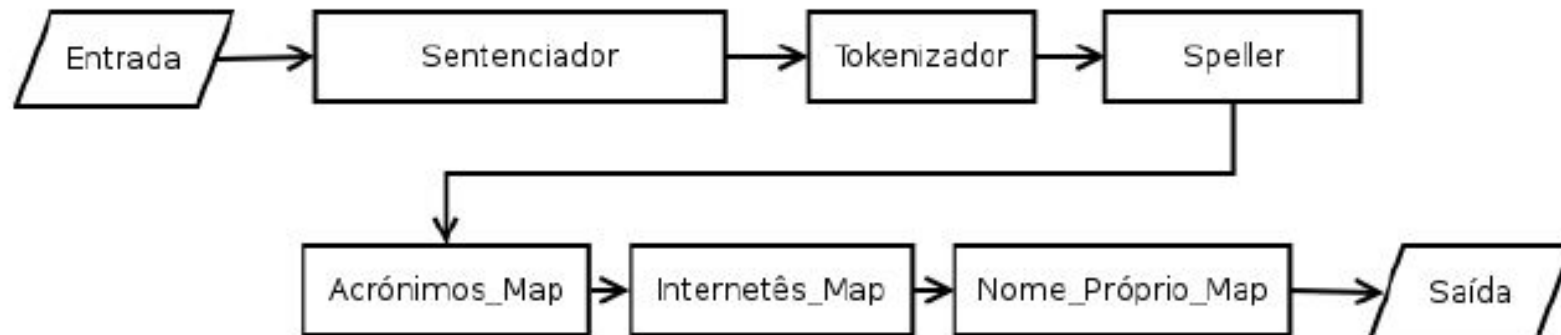 Entrada
Sentenciador
Tokenizador
Speller
Acrónimos_Map
Internetês_Map
Nome_Próprio_Map
Saída